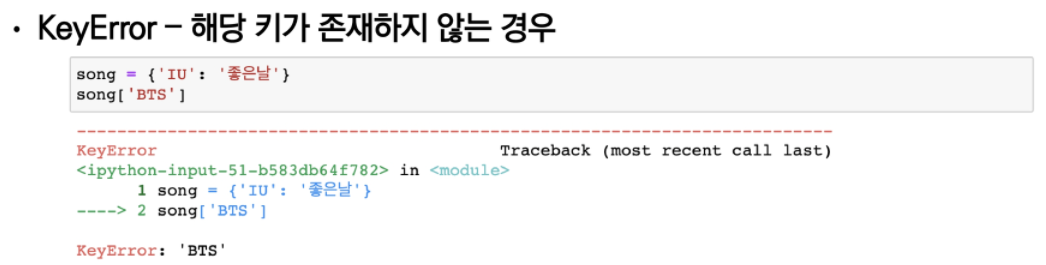 • KeyError – 해당 키가 존재하지 않는 경우
song = {'IU': '좋은날'}
song['BTS']
---------------------------------------------------------------------------
KeyError                                  Traceback (most recent call last)
<ipython-input-51-b583db64f782> in <module>
      1 song = {'IU': '좋은날'}
----> 2 song['BTS']
KeyError: 'BTS'